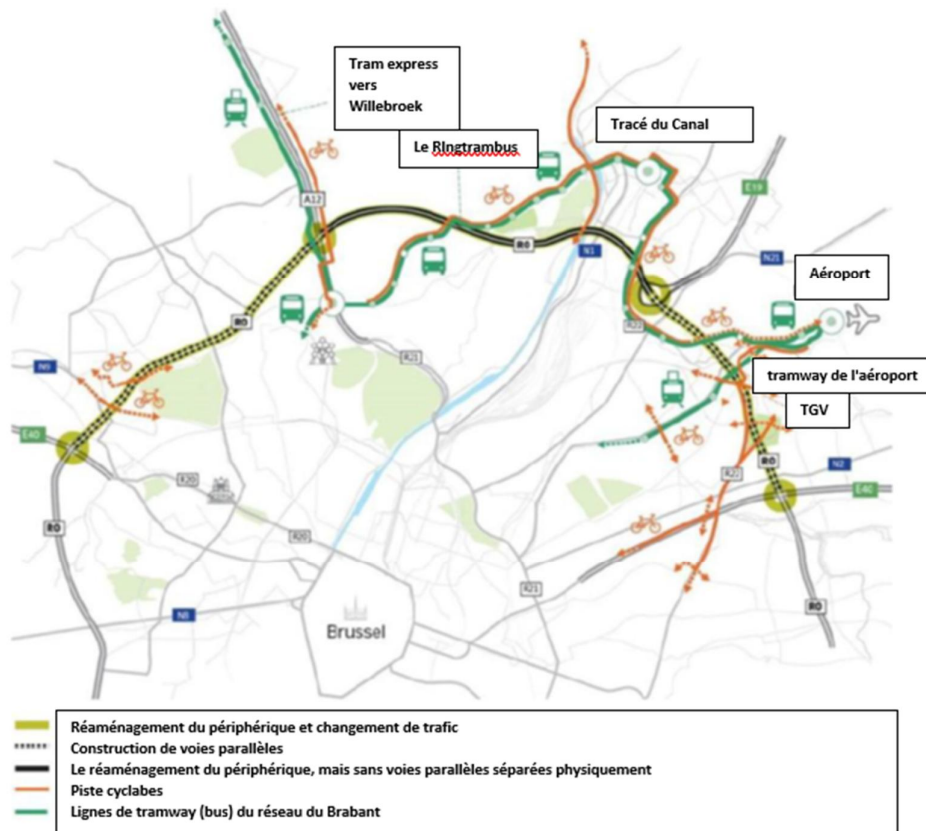 Tram express
vers
Willebroek
Le RIngtrambus
Tracé du Canal
E19
A12
R0
N1
N21
Aéroport
R0
R22
N9
R21
tramway de l'aéroport
TGV
E40
R20
R0
N2
R22
E40
R0
R20
R21
R0
N8
Brussel
Réaménagement du périphérique et changement de trafic
Construction de voies parallèles
Le réaménagement du périphérique, mais sans voies parallèles séparées physiquement
Piste cyclabes
Lignes de tramway (bus) du réseau du Brabant